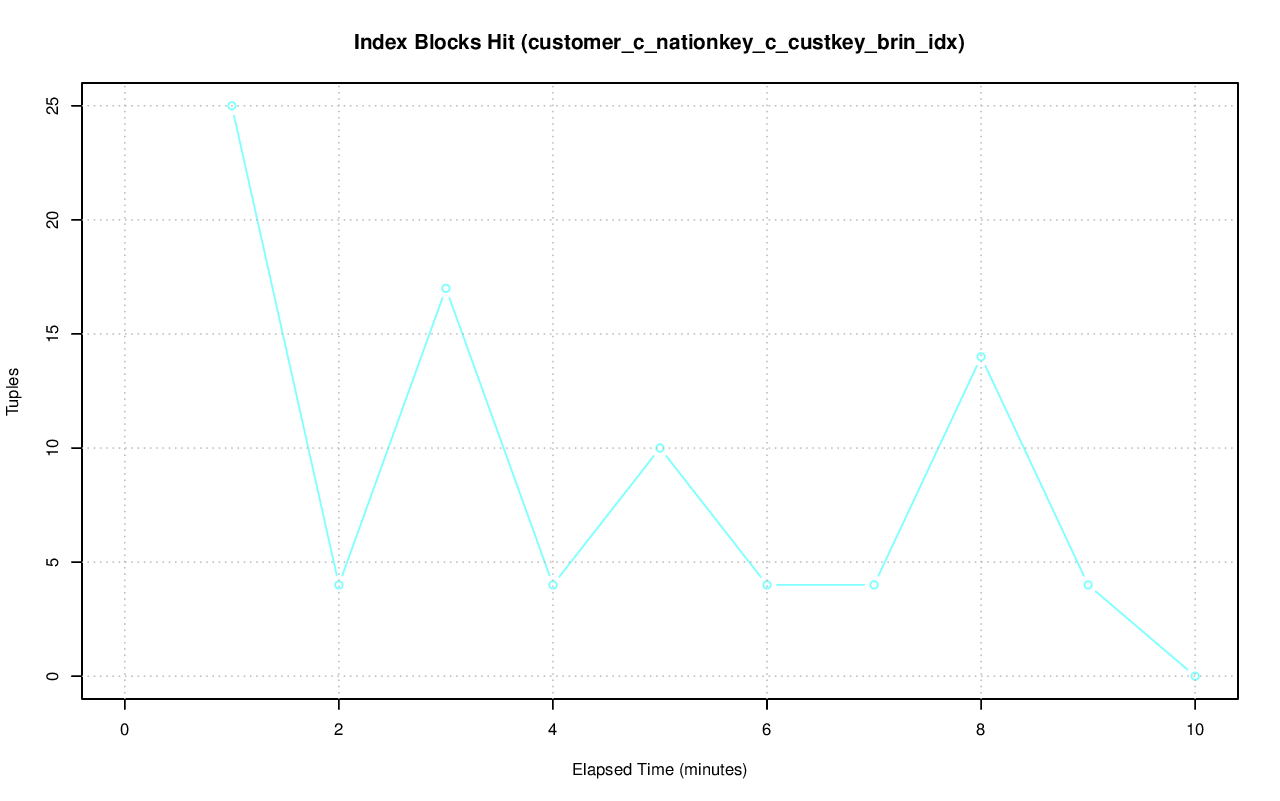 Index Blocks Hit (customer_c_nationkey_c_custkey_brin_idx)
Tuples
25
20
15
10
5
0
0 2 4 6 8 10
Elapsed Time (minutes)